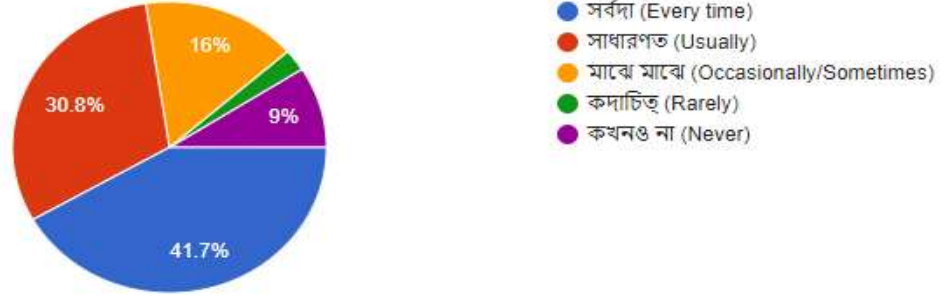 16%
30.8%
9%
41.7%
সর্বদা (Every time)
সাধারণত (Usually)
মাঝে মাঝে (Occasionally/Sometimes)
কদাচিত্ (Rarely)
কখনও না (Never)